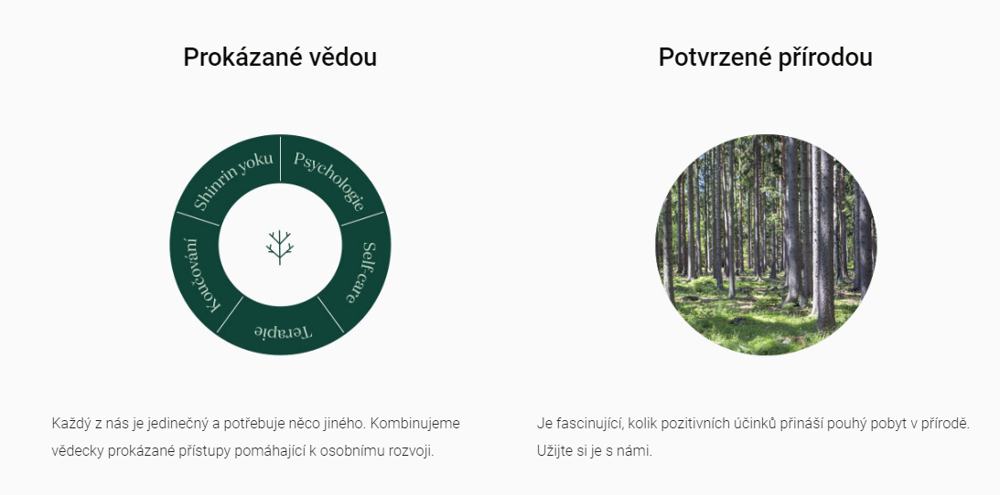 Prokázané vědou
Shinrin yoku
Psychologie
Self-care
Terapie
Koučování
Každý z nás je jedinečný a potřebuje něco jiného. Kombinujeme
vědecky prokázané přístupy pomáhající k osobnímu rozvoji.
Potvrzené přírodou
Je fascinující, kolik pozitivních účinků přináší pouhý pobyt v přírodě.
Užijte si je s námi.